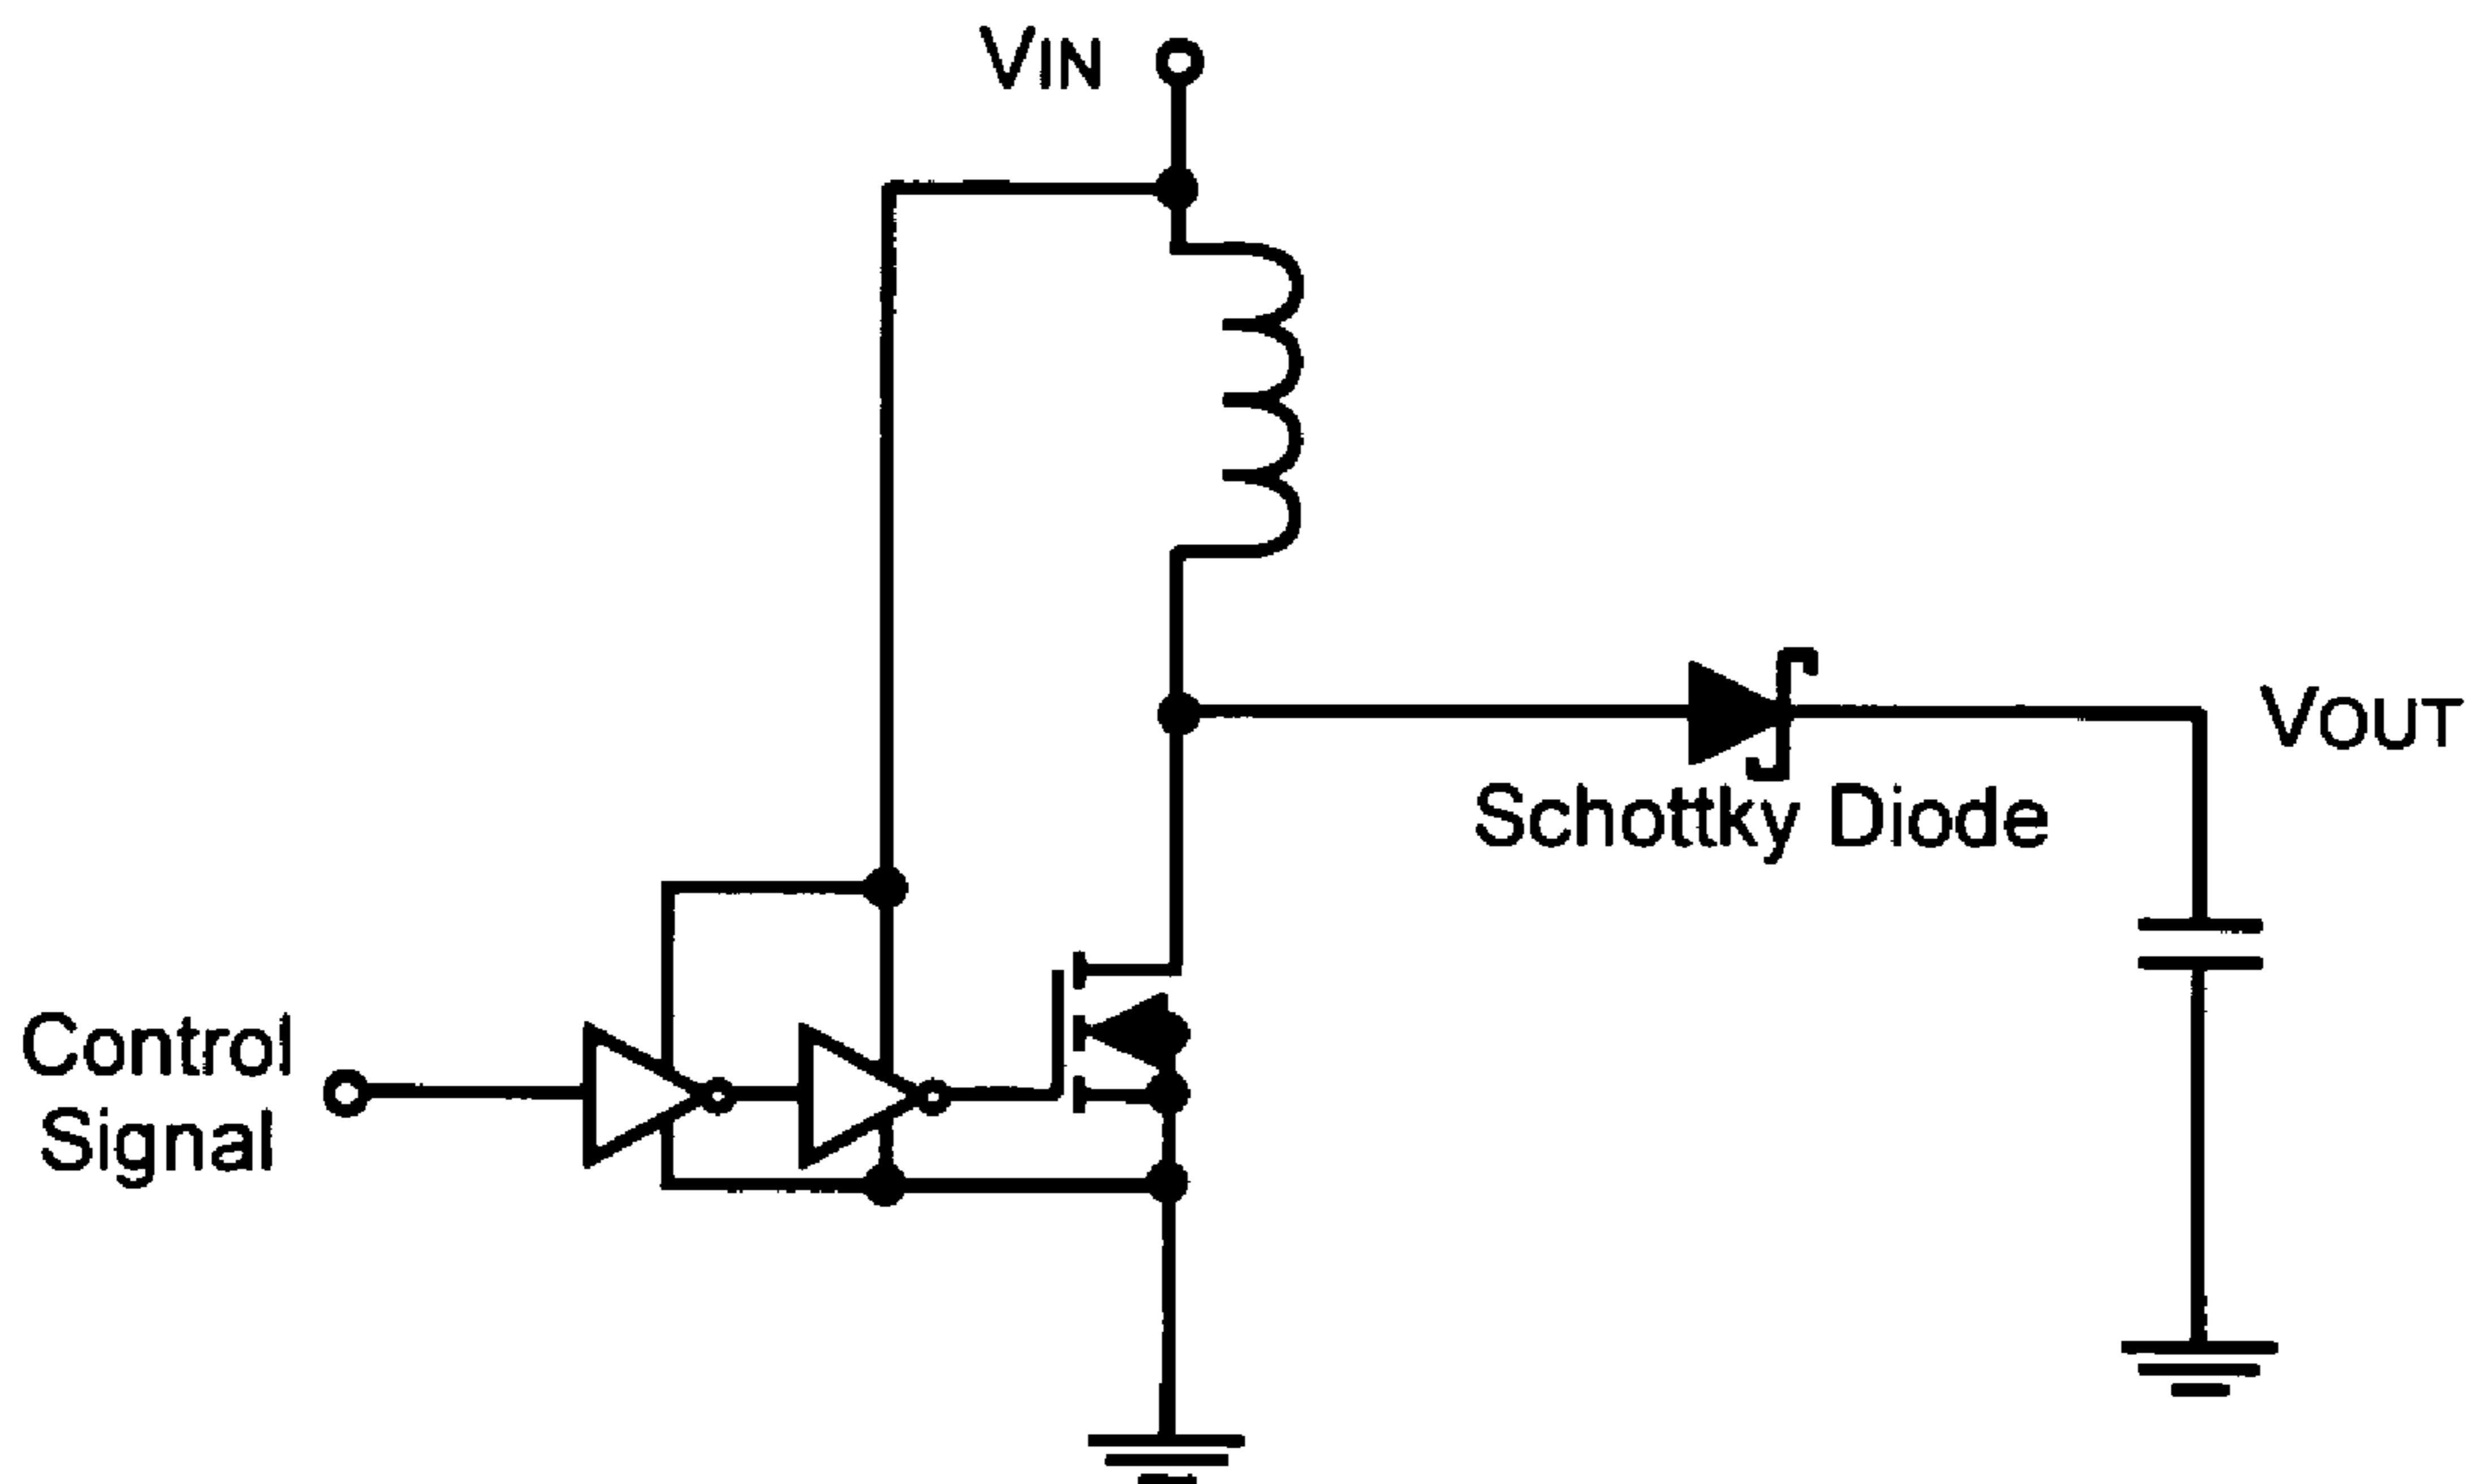 VIN
VOUT
Schottky Diode
Control
Signal